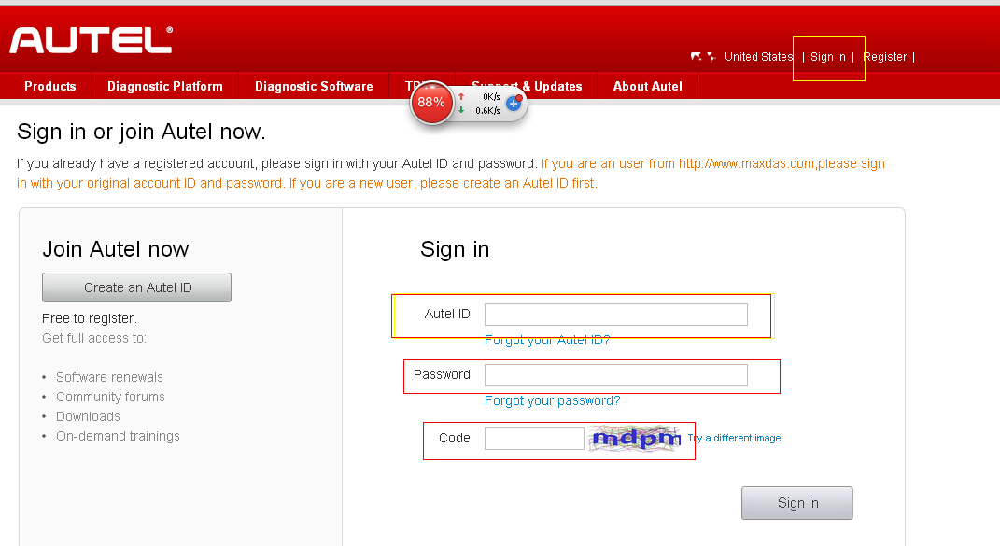 AUTEL®
United States | Sign in | Register |
Products Diagnostic Platform Diagnostic Software Support & Updates About Autel
88% 0K/s
0.6K/s
Sign in or join Autel now.
If you already have a registered account, please sign in with your Autel ID and password. If you are an user from http://www.maxdas.com,please sign
in with your original account ID and password. If you are a new user, please create an Autel ID first.
Join Autel now
Create an Autel ID
Free to register.
Get full access to:
• Software renewals
• Community forums
• Downloads
• On-demand trainings
Sign in
Autel ID
Forgot your Autel ID?
Password
Forgot your password?
Code mdpm Try a different image
Sign in